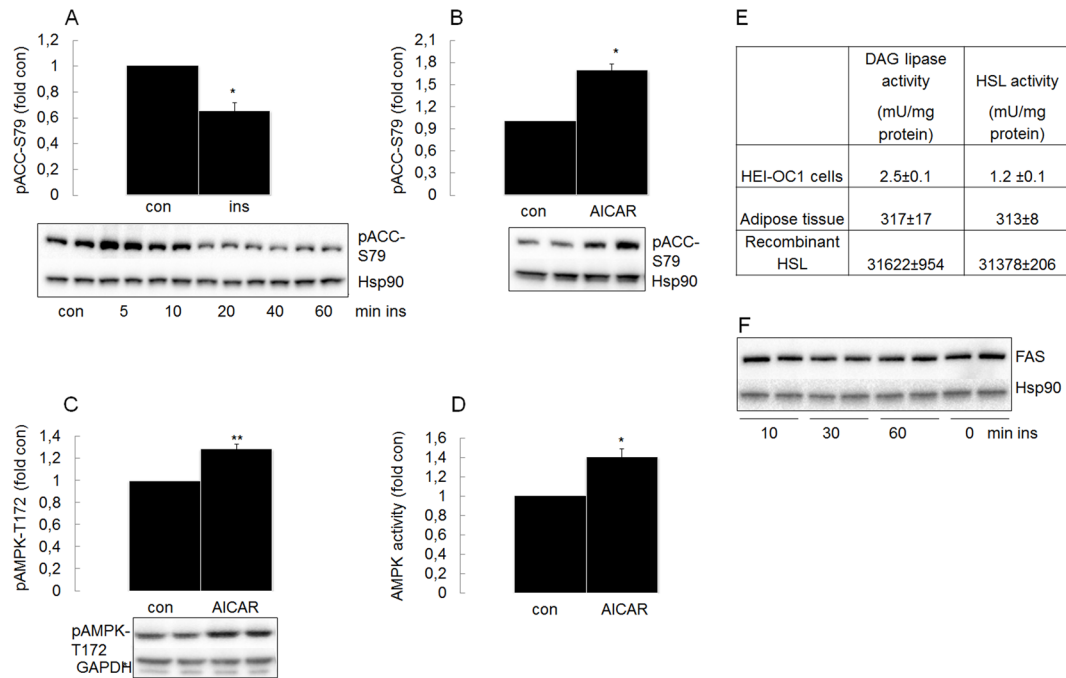 A
pACC-S79 (fold con)
1,2
1
0,8
0,6
0,4
0,2
0
*
con ins
pACC-
S79
Hsp90
con 5 10 20 40 60 min ins
B
pACC-S79 (fold con)
2,1
1,8
1,5
1,2
0,9
0,6
0,3
0
*
con AICAR
pACC-
S79
Hsp90
E
DAG lipase
activity
(mU/mg
protein)
HSL activity
(mU/mg
protein)
HEI-OC1 cells 2.5±0.1 1.2 ±0.1
Adipose tissue 317±17 313±8
Recombinant
HSL 31622±954 31378±206
F
FAS
Hsp90
10 30 60 0 min ins
C
pAMPK-T172 (fold con)
1,4
1,2
1
0,8
0,6
0,4
0,2
0
**
con AICAR
pAMPK-
T172
GAPDH
D
AMPK activity (fold con)
1,6
1,4
1,2
1
0,8
0,6
0,4
0,2
0
*
con AICAR